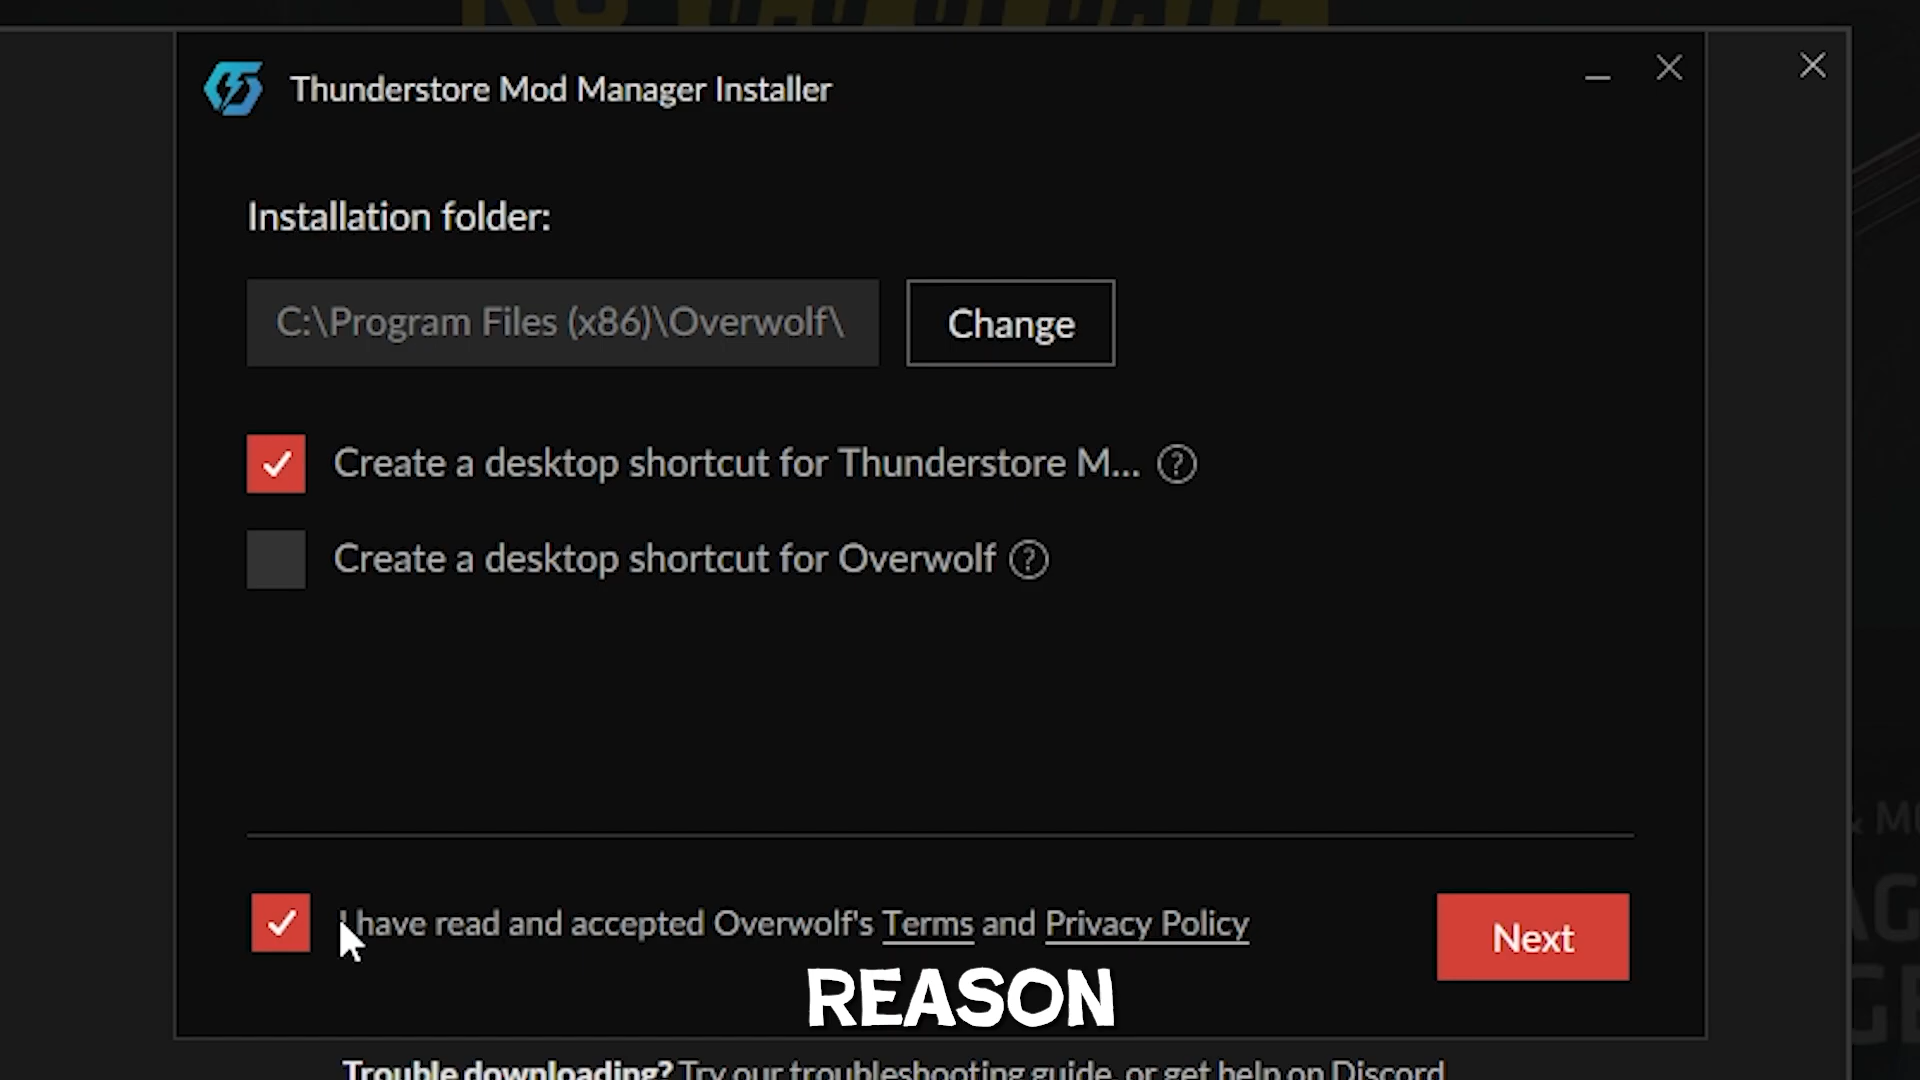 Thunderstore Mod Manager Installer
Installation folder:
C:\Program Files (x86)\Overwolf\
Change
Create a desktop shortcut for Thunderstore M... ?
Create a desktop shortcut for Overwolf ?
I have read and accepted Overwolf's Terms and Privacy Policy
Next
REASON
Trouble downloading? Try our troubleshooting guide, or get help on Discord